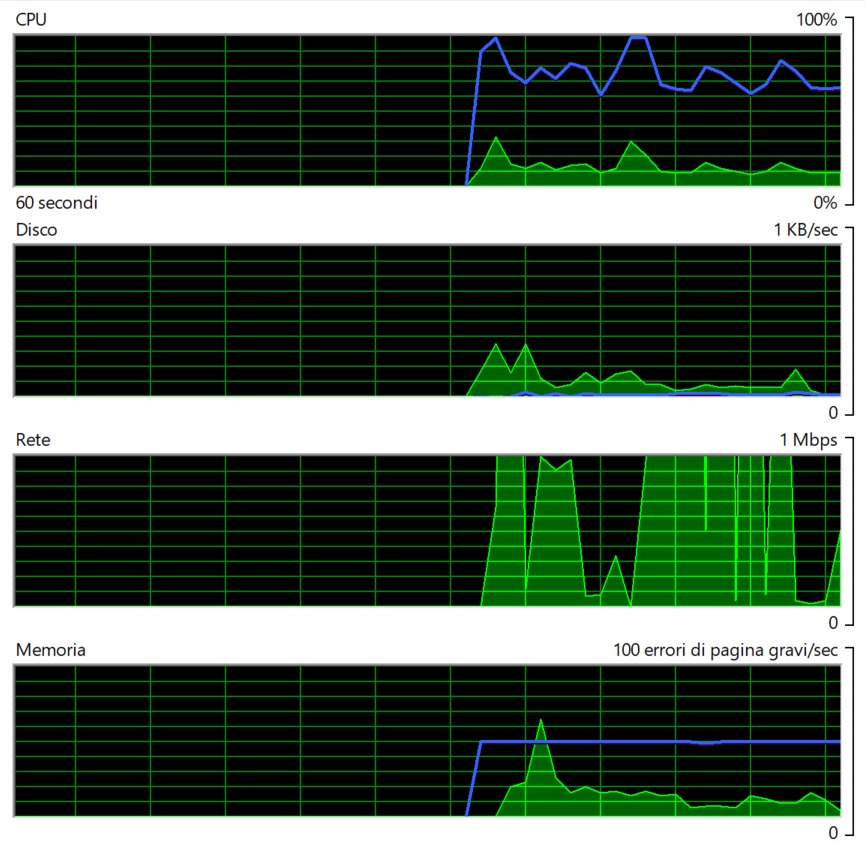 CPU 100%
60 secondi 0%
Disco 1 KB/sec
0
Rete 1 Mbps
0
Memoria 100 errori di pagina gravi/sec
0